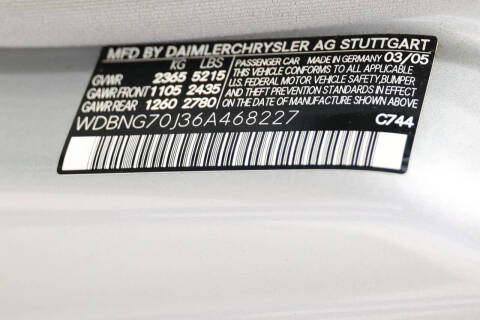 MFD BY DAIMLERCHRYSLER AG STUTTGART
KG LBS PASSENGER CAR MADE IN GERMANY 03/05
GVWR 2365 5215 THIS VEHICLE CONFORMS TO ALL APPLICABLE
GAWR FRONT 1105 2435 U.S. FEDERAL MOTOR VEHICLE SAFETY, BUMPER
GAWR REAR 1260 2780 AND THEFT PREVENTION STANDARDS IN EFFECT
ON THE DATE OF MANUFACTURE SHOWN ABOVE.
WDBNG70J36A468227 C744